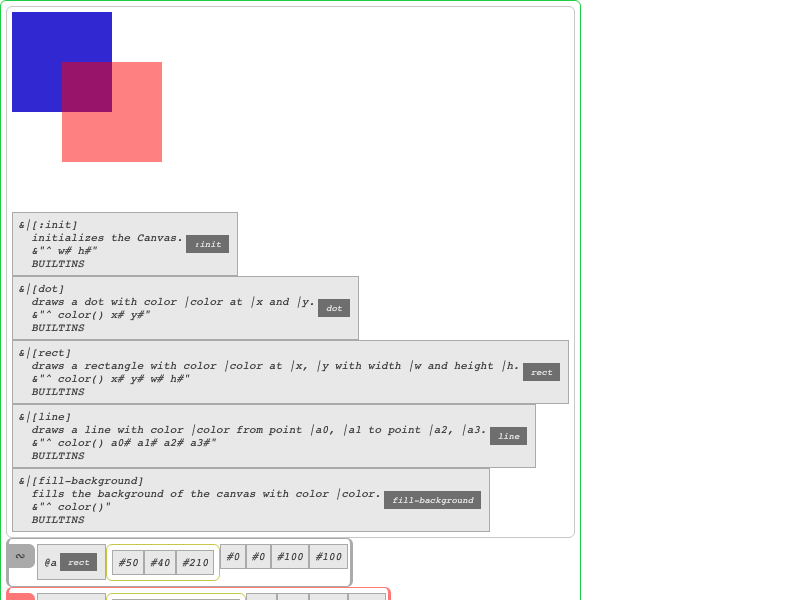 &|[:init]
initializes the Canvas. :init
&"^ w# h#"
BUILTINS
&|[dot]
draws a dot with color |color at |x and |y. dot
&"^ color() x# y#"
BUILTINS
&|[rect]
draws a rectangle with color |color at |x, |y with width |w and height |h. rect
&"^ color() x# y# w# h#"
BUILTINS
&|[line]
draws a line with color |color from point |a0, |a1 to point |a2, |a3. line
&"^ color() a0# a1# a2# a3#"
BUILTINS
&|[fill-background]
fills the background of the canvas with color |color. fill-background
&"^ color()"
BUILTINS
~ @a rect #50 #40 #210 #0 #0 #100 #100